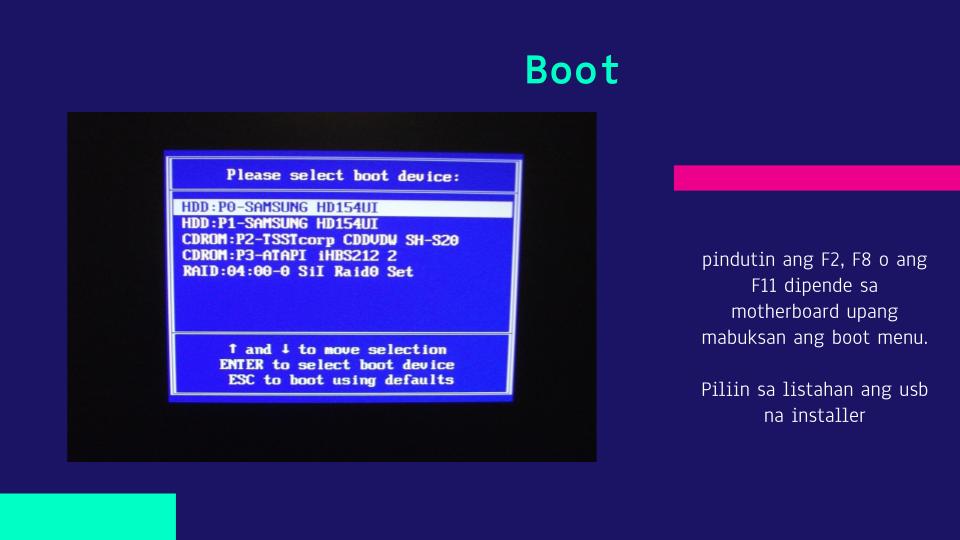 Boot
Please select boot device:
HDD:P0-SAMSUNG HD154UI
HDD:P1-SAMSUNG HD154UI
CDROM:P2-TSSTcorp CDDVDW SH-S20
CDROM:P3-ATAPI iHBS212 2
RAID:04:00-0 SiI Raid0 Set
↑ and ↓ to move selection
ENTER to select boot device
ESC to boot using defaults
pindutin ang F2, F8 o ang
F11 dipende sa
motherboard upang
mabuksan ang boot menu.
Piliin sa listahan ang usb
na installer